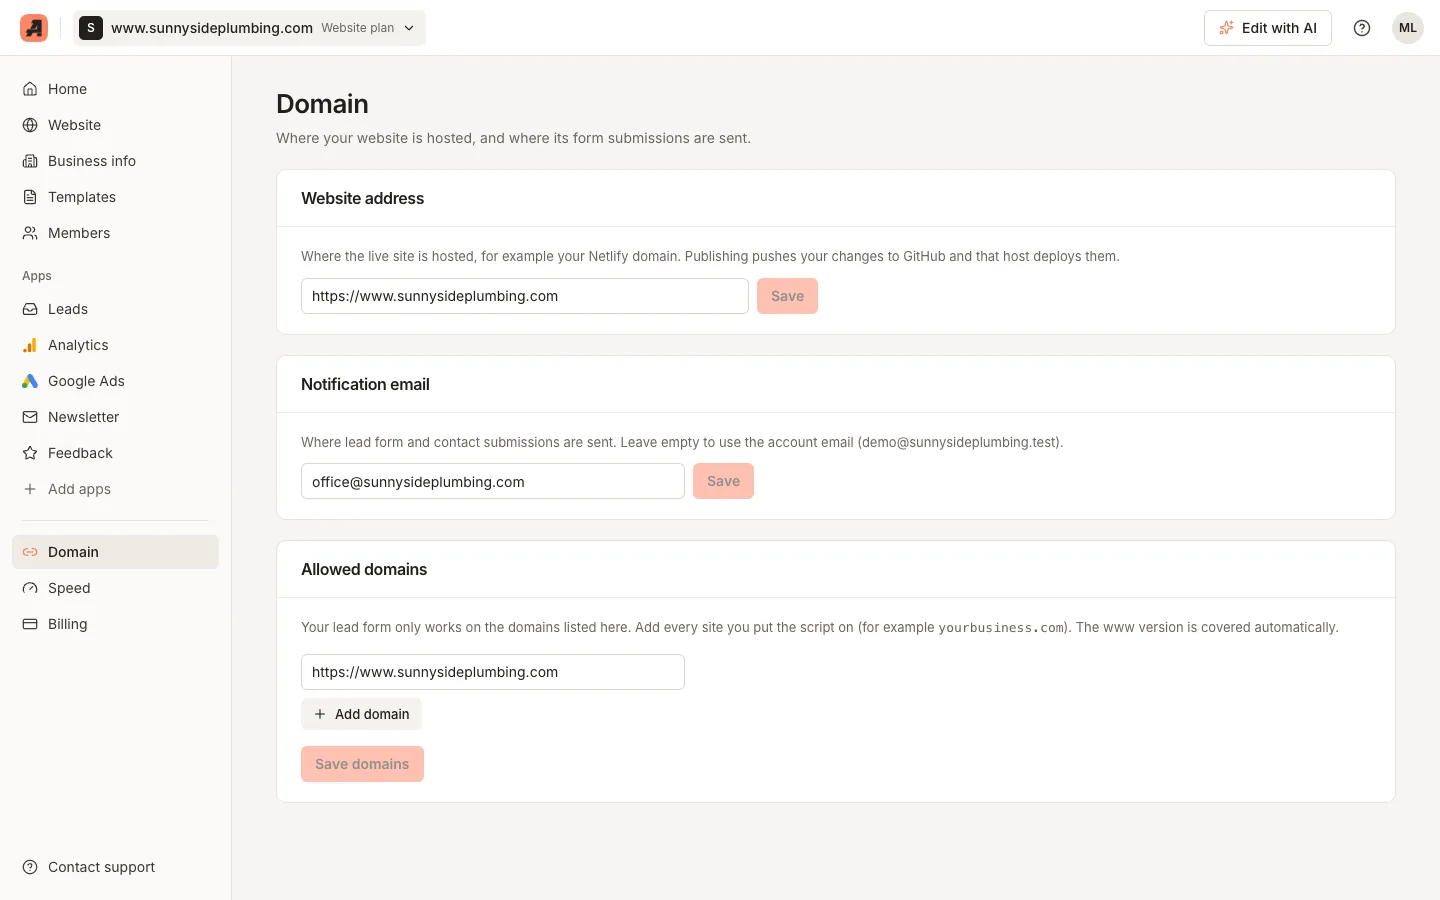 S www.sunnysideplumbing.com Website plan
Edit with AI
ML
Home
Website
Business info
Templates
Members
Apps
Leads
Analytics
Google Ads
Newsletter
Feedback
Add apps
Domain
Speed
Billing
Contact support
Domain
Where your website is hosted, and where its form submissions are sent.
Website address
Where the live site is hosted, for example your Netlify domain. Publishing pushes your changes to GitHub and that host deploys them.
https://www.sunnysideplumbing.com Save
Notification email
Where lead form and contact submissions are sent. Leave empty to use the account email (demo@sunnysideplumbing.test).
office@sunnysideplumbing.com Save
Allowed domains
Your lead form only works on the domains listed here. Add every site you put the script on (for example yourbusiness.com). The www version is covered automatically.
https://www.sunnysideplumbing.com
Add domain
Save domains